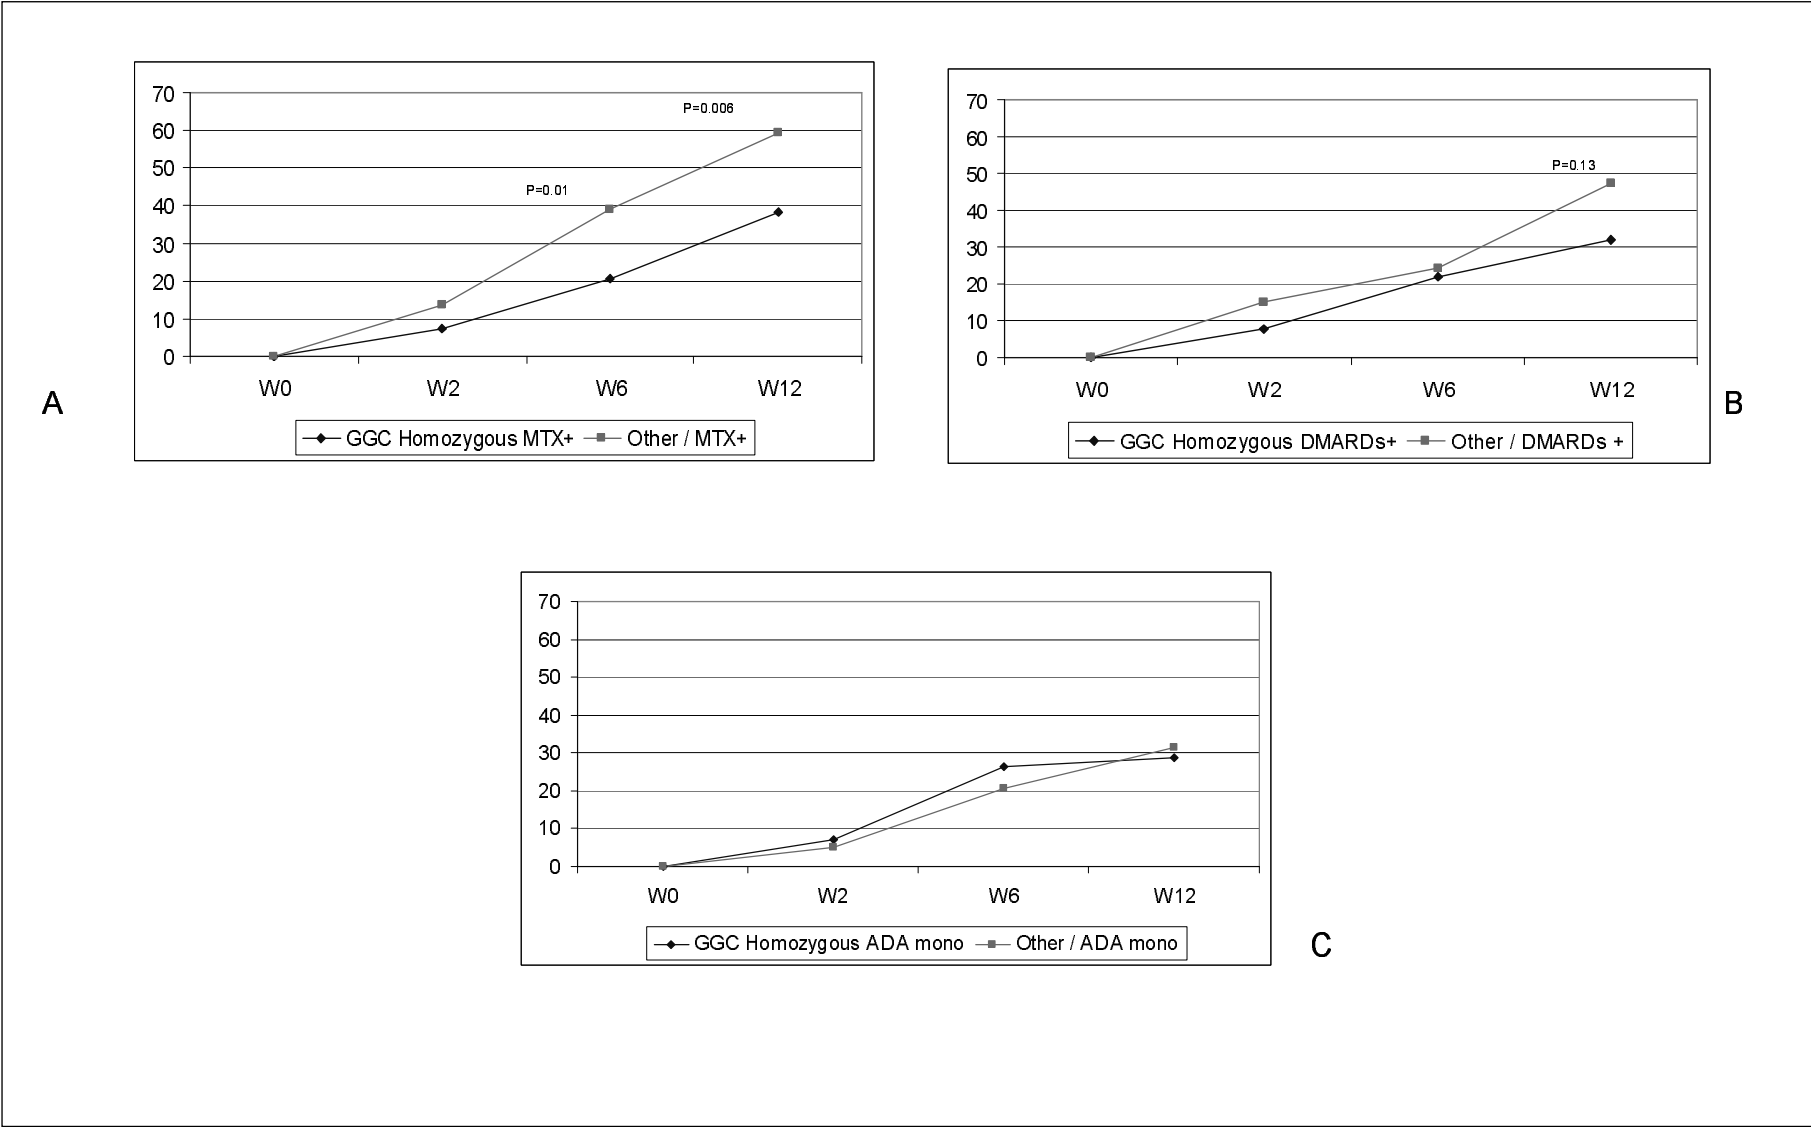 70
60
50
40
30
20
10
0
P=0.01
P=0.006
W0 W2 W6 W12
GGC Homozygous MTX+ Other / MTX+
A
70
60
50
40
30
20
10
0
P=0.13
W0 W2 W6 W12
GGC Homozygous DMARDs+ Other / DMARDs +
B
70
60
50
40
30
20
10
0
W0 W2 W6 W12
GGC Homozygous ADA mono Other / ADA mono
C